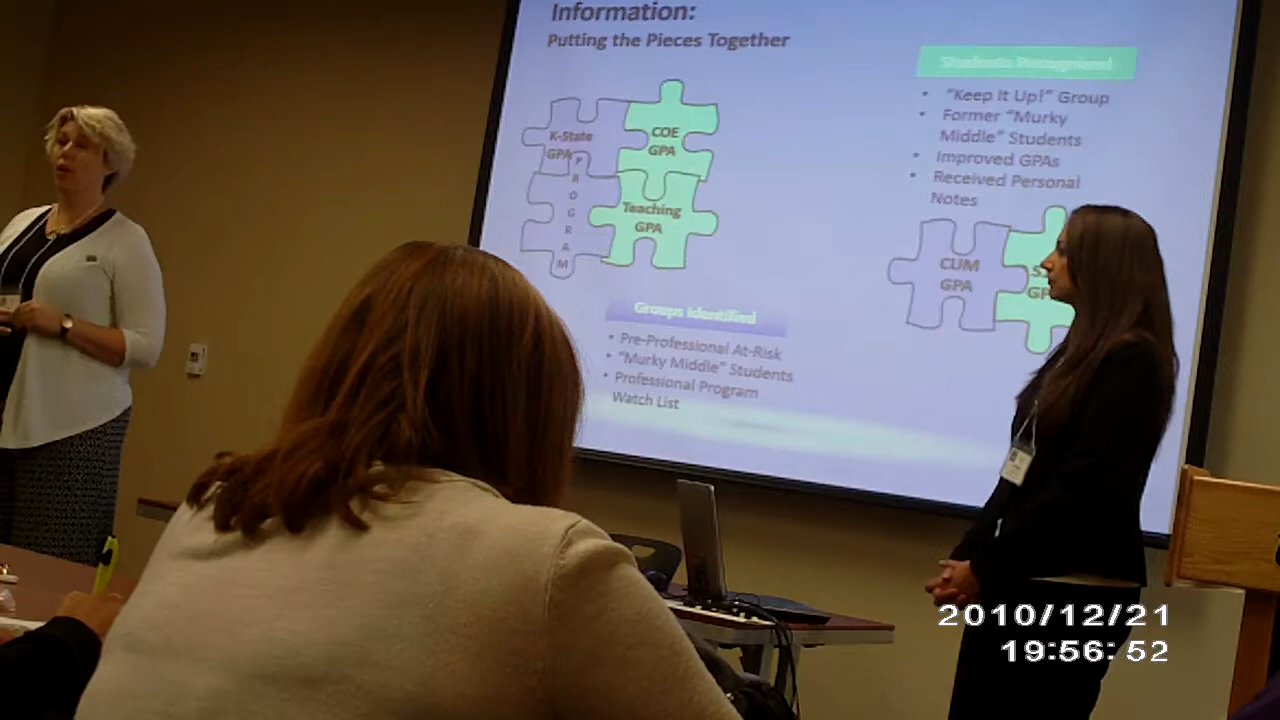 Information:
Putting the Pieces Together
K-State
GPA
PROGRAM
COE
GPA
Teaching
GPA
Groups Identified
• Pre-Professional At-Risk
• "Murky Middle" Students
• Professional Program
Watch List
Students Recognized
• "Keep It Up!" Group
• Former "Murky
Middle" Students
• Improved GPAs
• Received Personal
Notes
CUM
GPA
2010/12/21
19:56:52